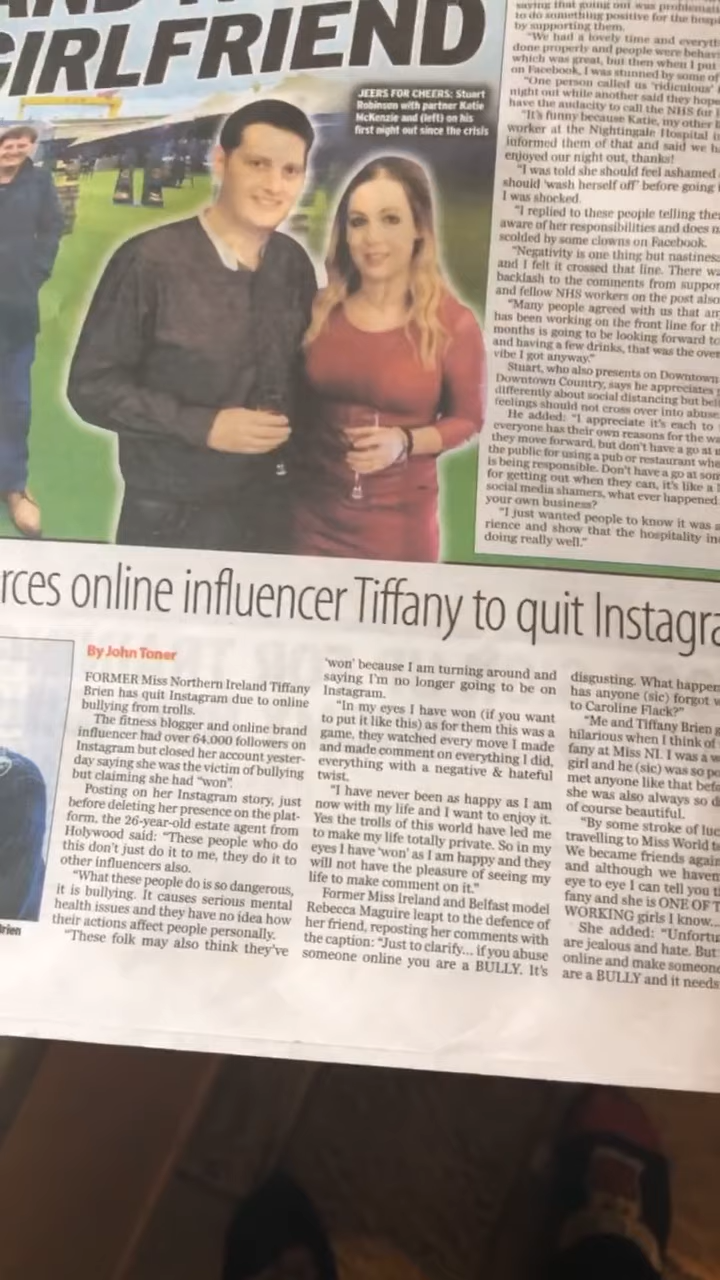 GIRLFRIEND
JEERS FOR CHEERS: Stuart
Robinson with partner Katie
McKenzie and (left) on his
first night out since the crisis
saying that going out was
to do something positive for the
by supporting them.
"We had a lovely time and
done properly and people were
which was great, but then when I put
on Facebook, I was stunned by some of
"One person called us 'ridiculous'
night out while another said they
have the audacity to call the NHS for
"It's funny because Katie, my other
worker at the Nightingale Hospital
informed them of that and said we
enjoyed our night out, thanks!
"I was told she should feel ashamed
should 'wash herself off' before going
I was shocked.
"I replied to these people telling
aware of her responsibilities and does
scolded by some clowns on Facebook.
"Negativity is one thing but
and I felt it crossed that line. There
backlash to the comments from
and fellow NHS workers on the post also
"Many people agreed with us that
has been working on the front line for
months is going to be looking forward to
and having a few drinks, that was the
vibe I got anyway."
Stuart, who also presents on Downtown
Downtown Country, says he appreciates
differently about social distancing but
feelings should not cross over into abuse.
He added: "I appreciate it's each to
everyone has their own reasons for the
they move forward, but don't have a go at
the public for using a pub or restaurant
is being responsible. Don't have a go at
for getting out when they can, it's like a
social media shamers, what ever happened
your own business?
"I just wanted people to know it was
rience and show that the hospitality
doing really well."
rces online influencer Tiffany to quit Instagra
By John Toner
FORMER Miss Northern Ireland Tiffany
Brien has quit Instagram due to online
bullying from trolls.
The fitness blogger and online brand
influencer had over 64,000 followers on
Instagram but closed her account yester-
day saying she was the victim of bullying
but claiming she had "won".
Posting on her Instagram story, just
before deleting her presence on the plat-
form, the 26-year-old estate agent from
Holywood said: "These people who do
this don't just do it to me, they do it to
other influencers also.
"What these people do is so dangerous,
it is bullying. It causes serious mental
health issues and they have no idea how
their actions affect people personally.
"These folk may also think they've
'won' because I am turning around and
saying I'm no longer going to be on
Instagram.
"In my eyes I have won (if you want
to put it like this) as for them this was a
game, they watched every move I made
and made comment on everything I did,
everything with a negative & hateful
twist.
"I have never been as happy as I am
now with my life and I want to enjoy it.
Yes the trolls of this world have led me
to make my life totally private. So in my
eyes I have 'won' as I am happy and they
will not have the pleasure of seeing my
life to make comment on it."
Former Miss Ireland and Belfast model
Rebecca Maguire leapt to the defence of
her friend, reposting her comments with
the caption: "Just to clarify... if you abuse
someone online you are a BULLY. It's
disgusting. What happen
has anyone (sic) forgot
to Caroline Flack?"
"Me and Tiffany Brien
hilarious when I think of
fany at Miss NI. I was a
girl and he (sic) was so
met anyone like that
she was also always so
of course beautiful.
"By some stroke of
travelling to Miss World
We became friends again
and although we
eye to eye I can tell you
fany and she is ONE OF
WORKING girls I know...
She added: "Unfortu
are jealous and hate. But
online and make someone
are a BULLY and it needs
Brien